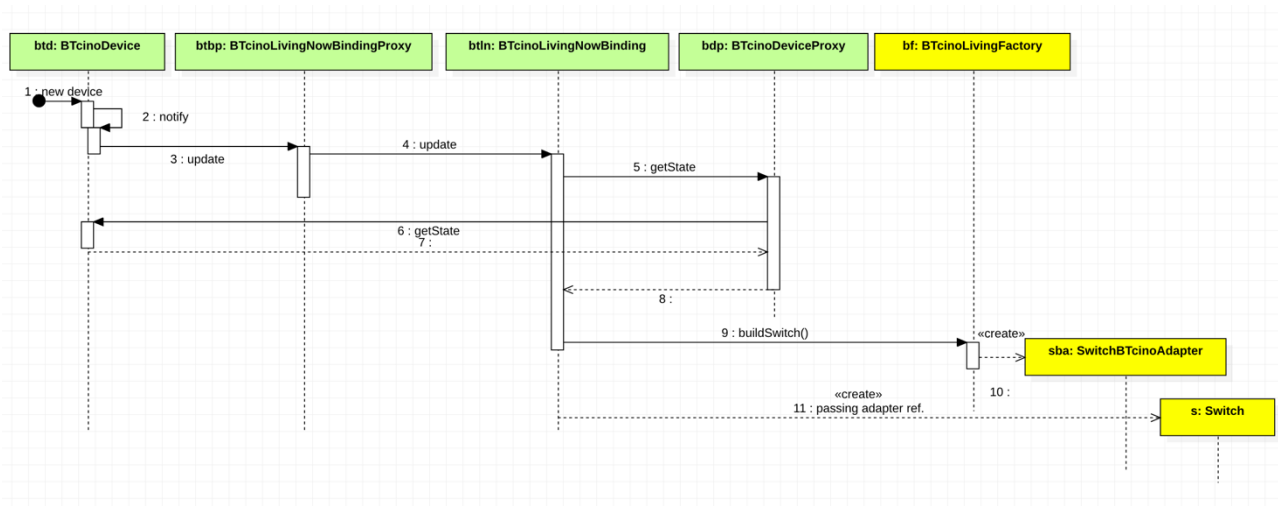 btd: BTcinoDevice
btbp: BTcinoLivingNowBindingProxy
btln: BTcinoLivingNowBinding
bdp: BTcinoDeviceProxy
bf: BTcinoLivingFactory
1 : new device
2 : notify
3 : update
4 : update
5 : getState
6 : getState
7 :
8 :
9 : buildSwitch()
«create»
sba: SwitchBTcinoAdapter
10 :
«create»
11 : passing adapter ref.
s: Switch